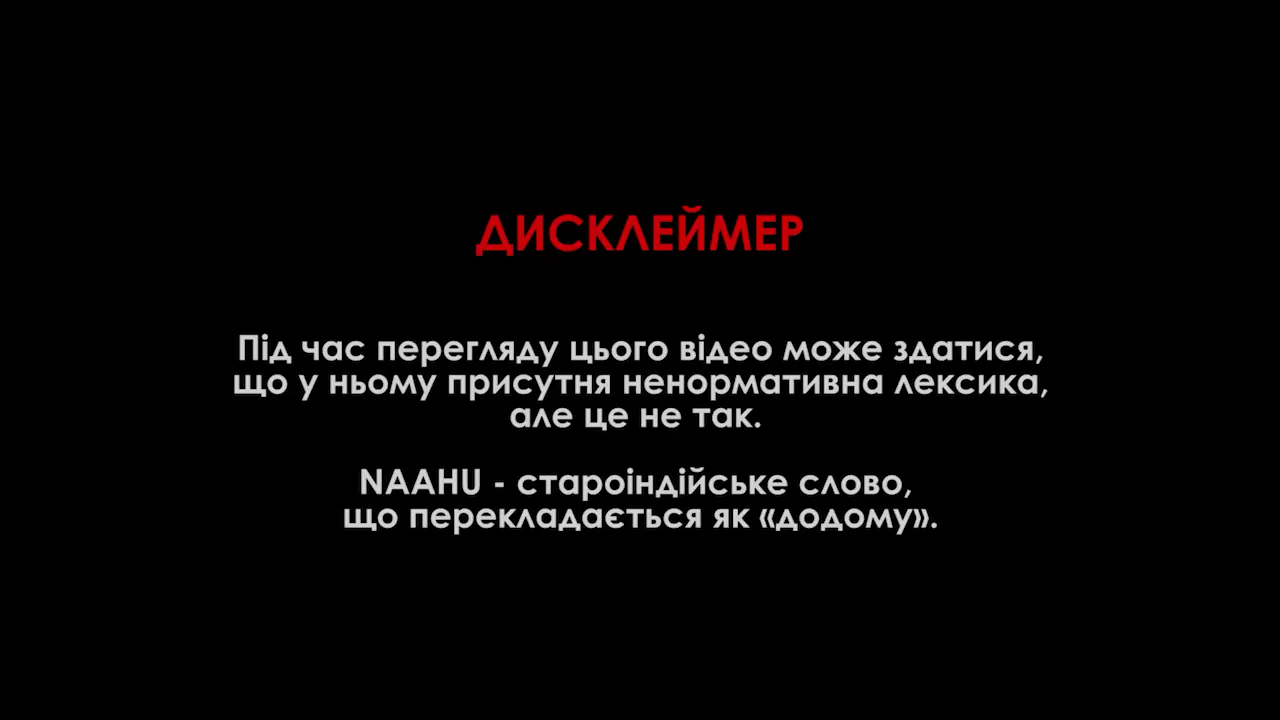 ДИСКЛЕЙМЕР
Під час перегляду цього відео може здатися,
що у ньому присутня ненормативна лексика,
але це не так.
NAAHU - староіндійське слово,
що перекладається як «додому».